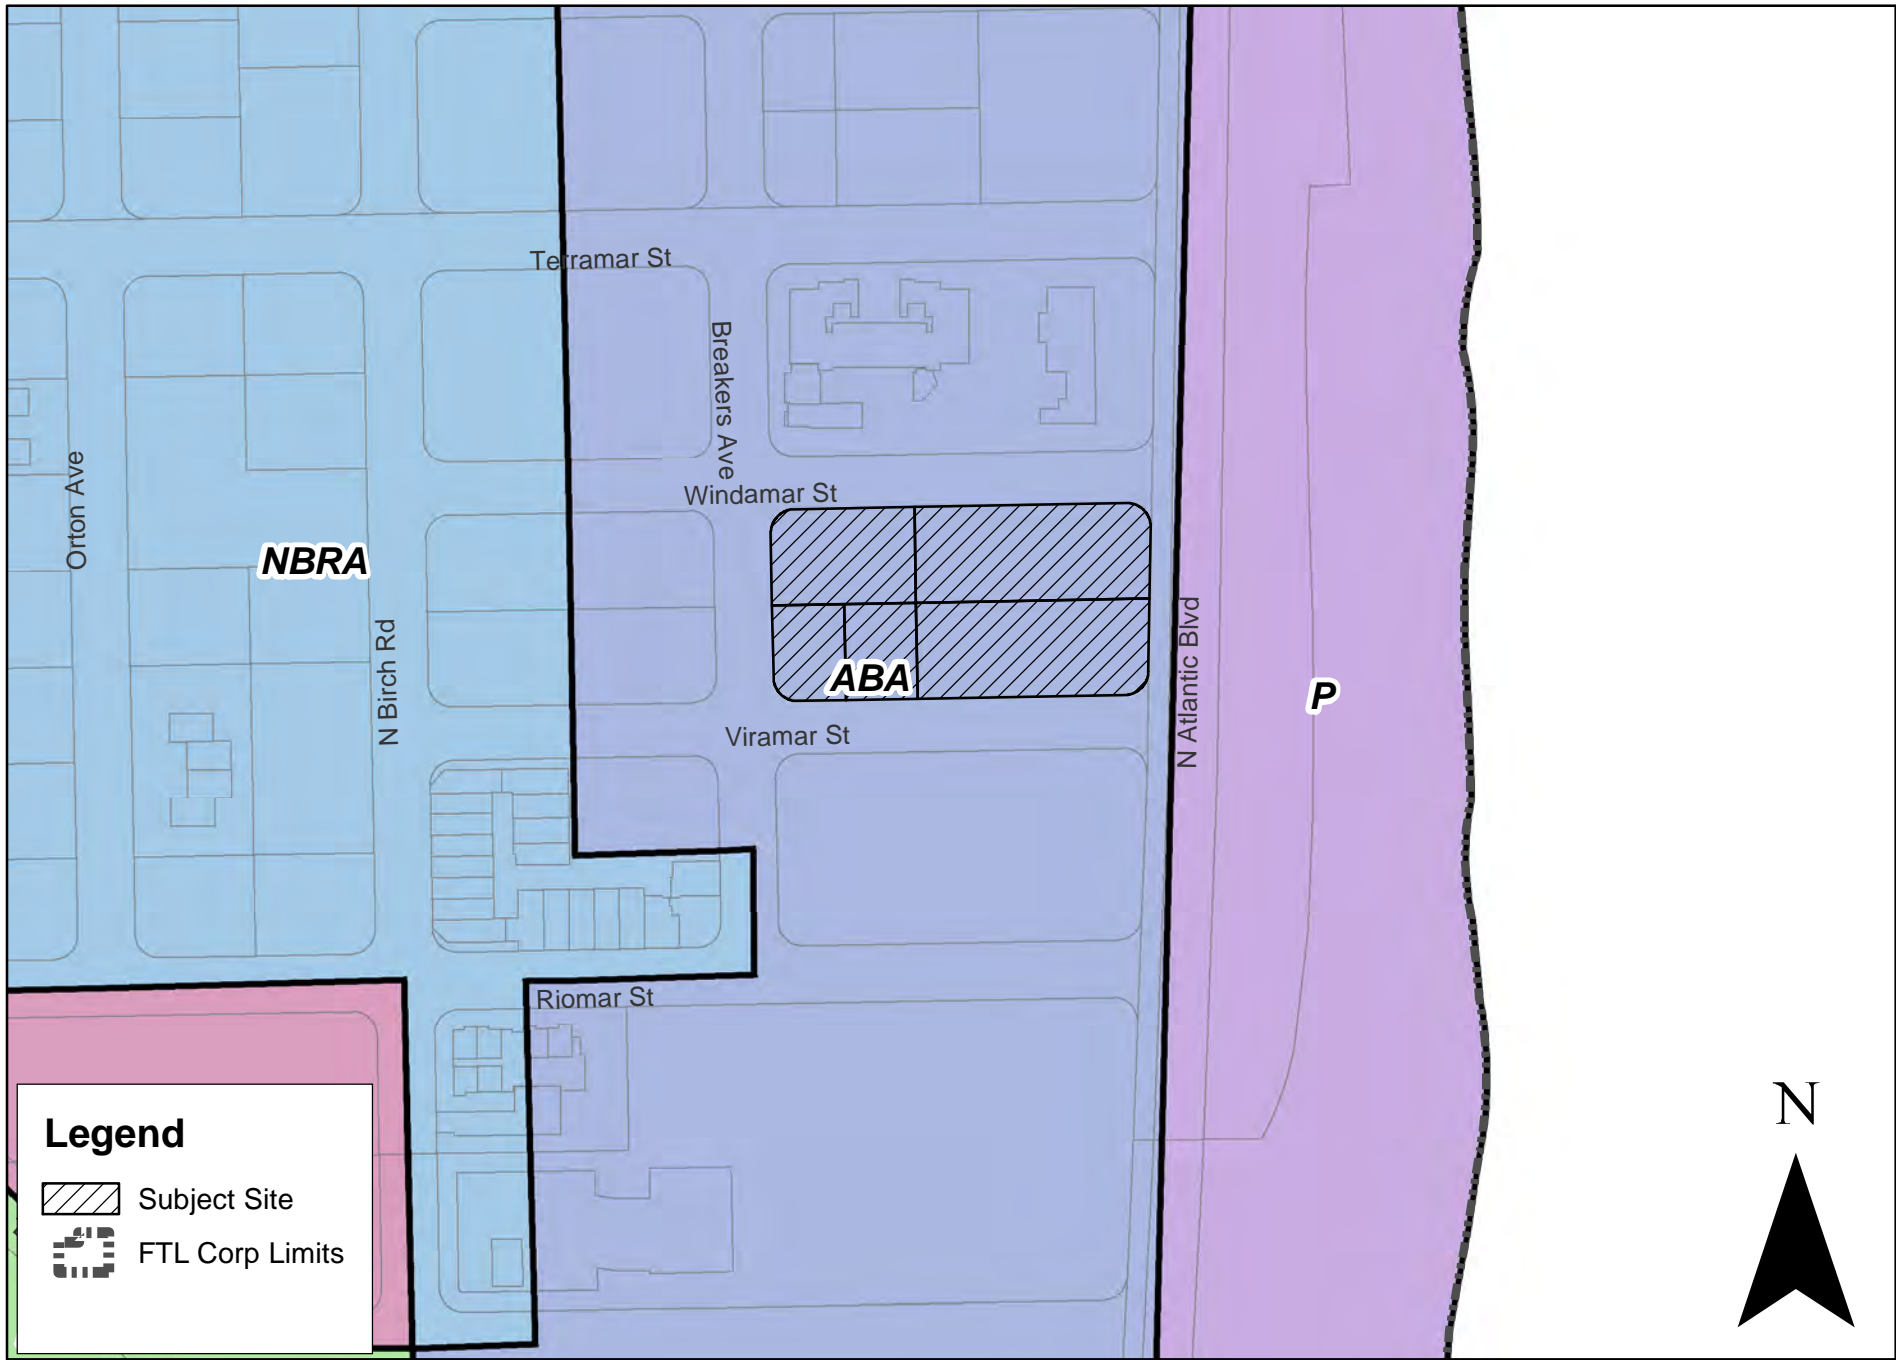 Terramar St
Breakers Ave
Windamar St
Orton Ave
NBRA
N Birch Rd
ABA
N Atlantic Blvd
P
Viramar St
Riomar St
N
Legend
Subject Site
FTL Corp Limits